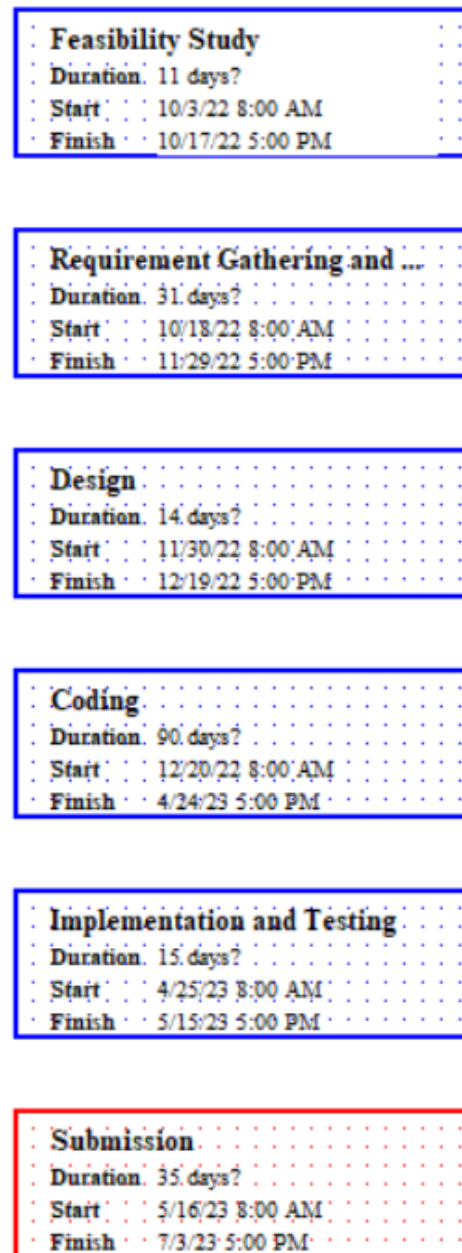 Feasibility Study
Duration 11 days?
Start 10/3/22 8:00 AM
Finish 10/17/22 5:00 PM
Requirement Gathering and ...
Duration 31 days?
Start 10/18/22 8:00 AM
Finish 11/29/22 5:00 PM
Design
Duration 14 days?
Start 11/30/22 8:00 AM
Finish 12/19/22 5:00 PM
Coding
Duration 90 days?
Start 12/20/22 8:00 AM
Finish 4/24/23 5:00 PM
Implementation and Testing
Duration 15 days?
Start 4/25/23 8:00 AM
Finish 5/15/23 5:00 PM
Submission
Duration 35 days?
Start 5/16/23 8:00 AM
Finish 7/3/23 5:00 PM